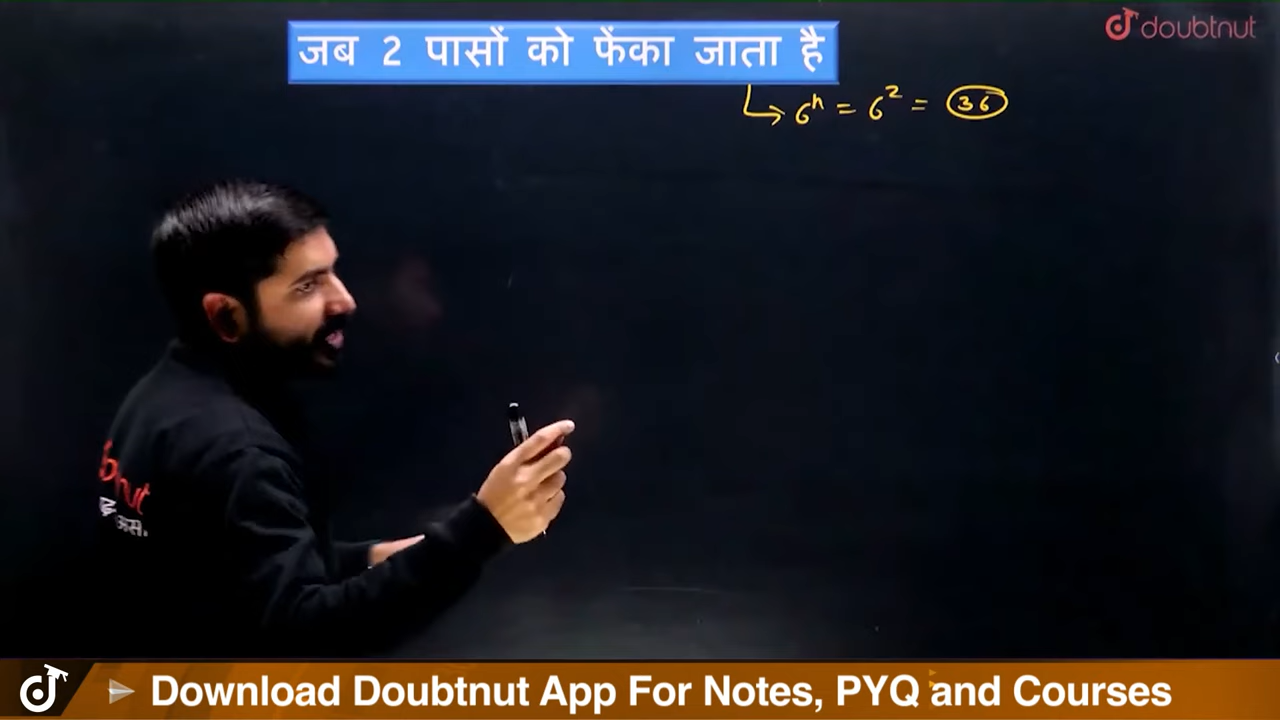 doubtnut
जब 2 पासों को फेंका जाता है
6ⁿ = 6² = 36
Download Doubtnut App For Notes, PYQ and Courses